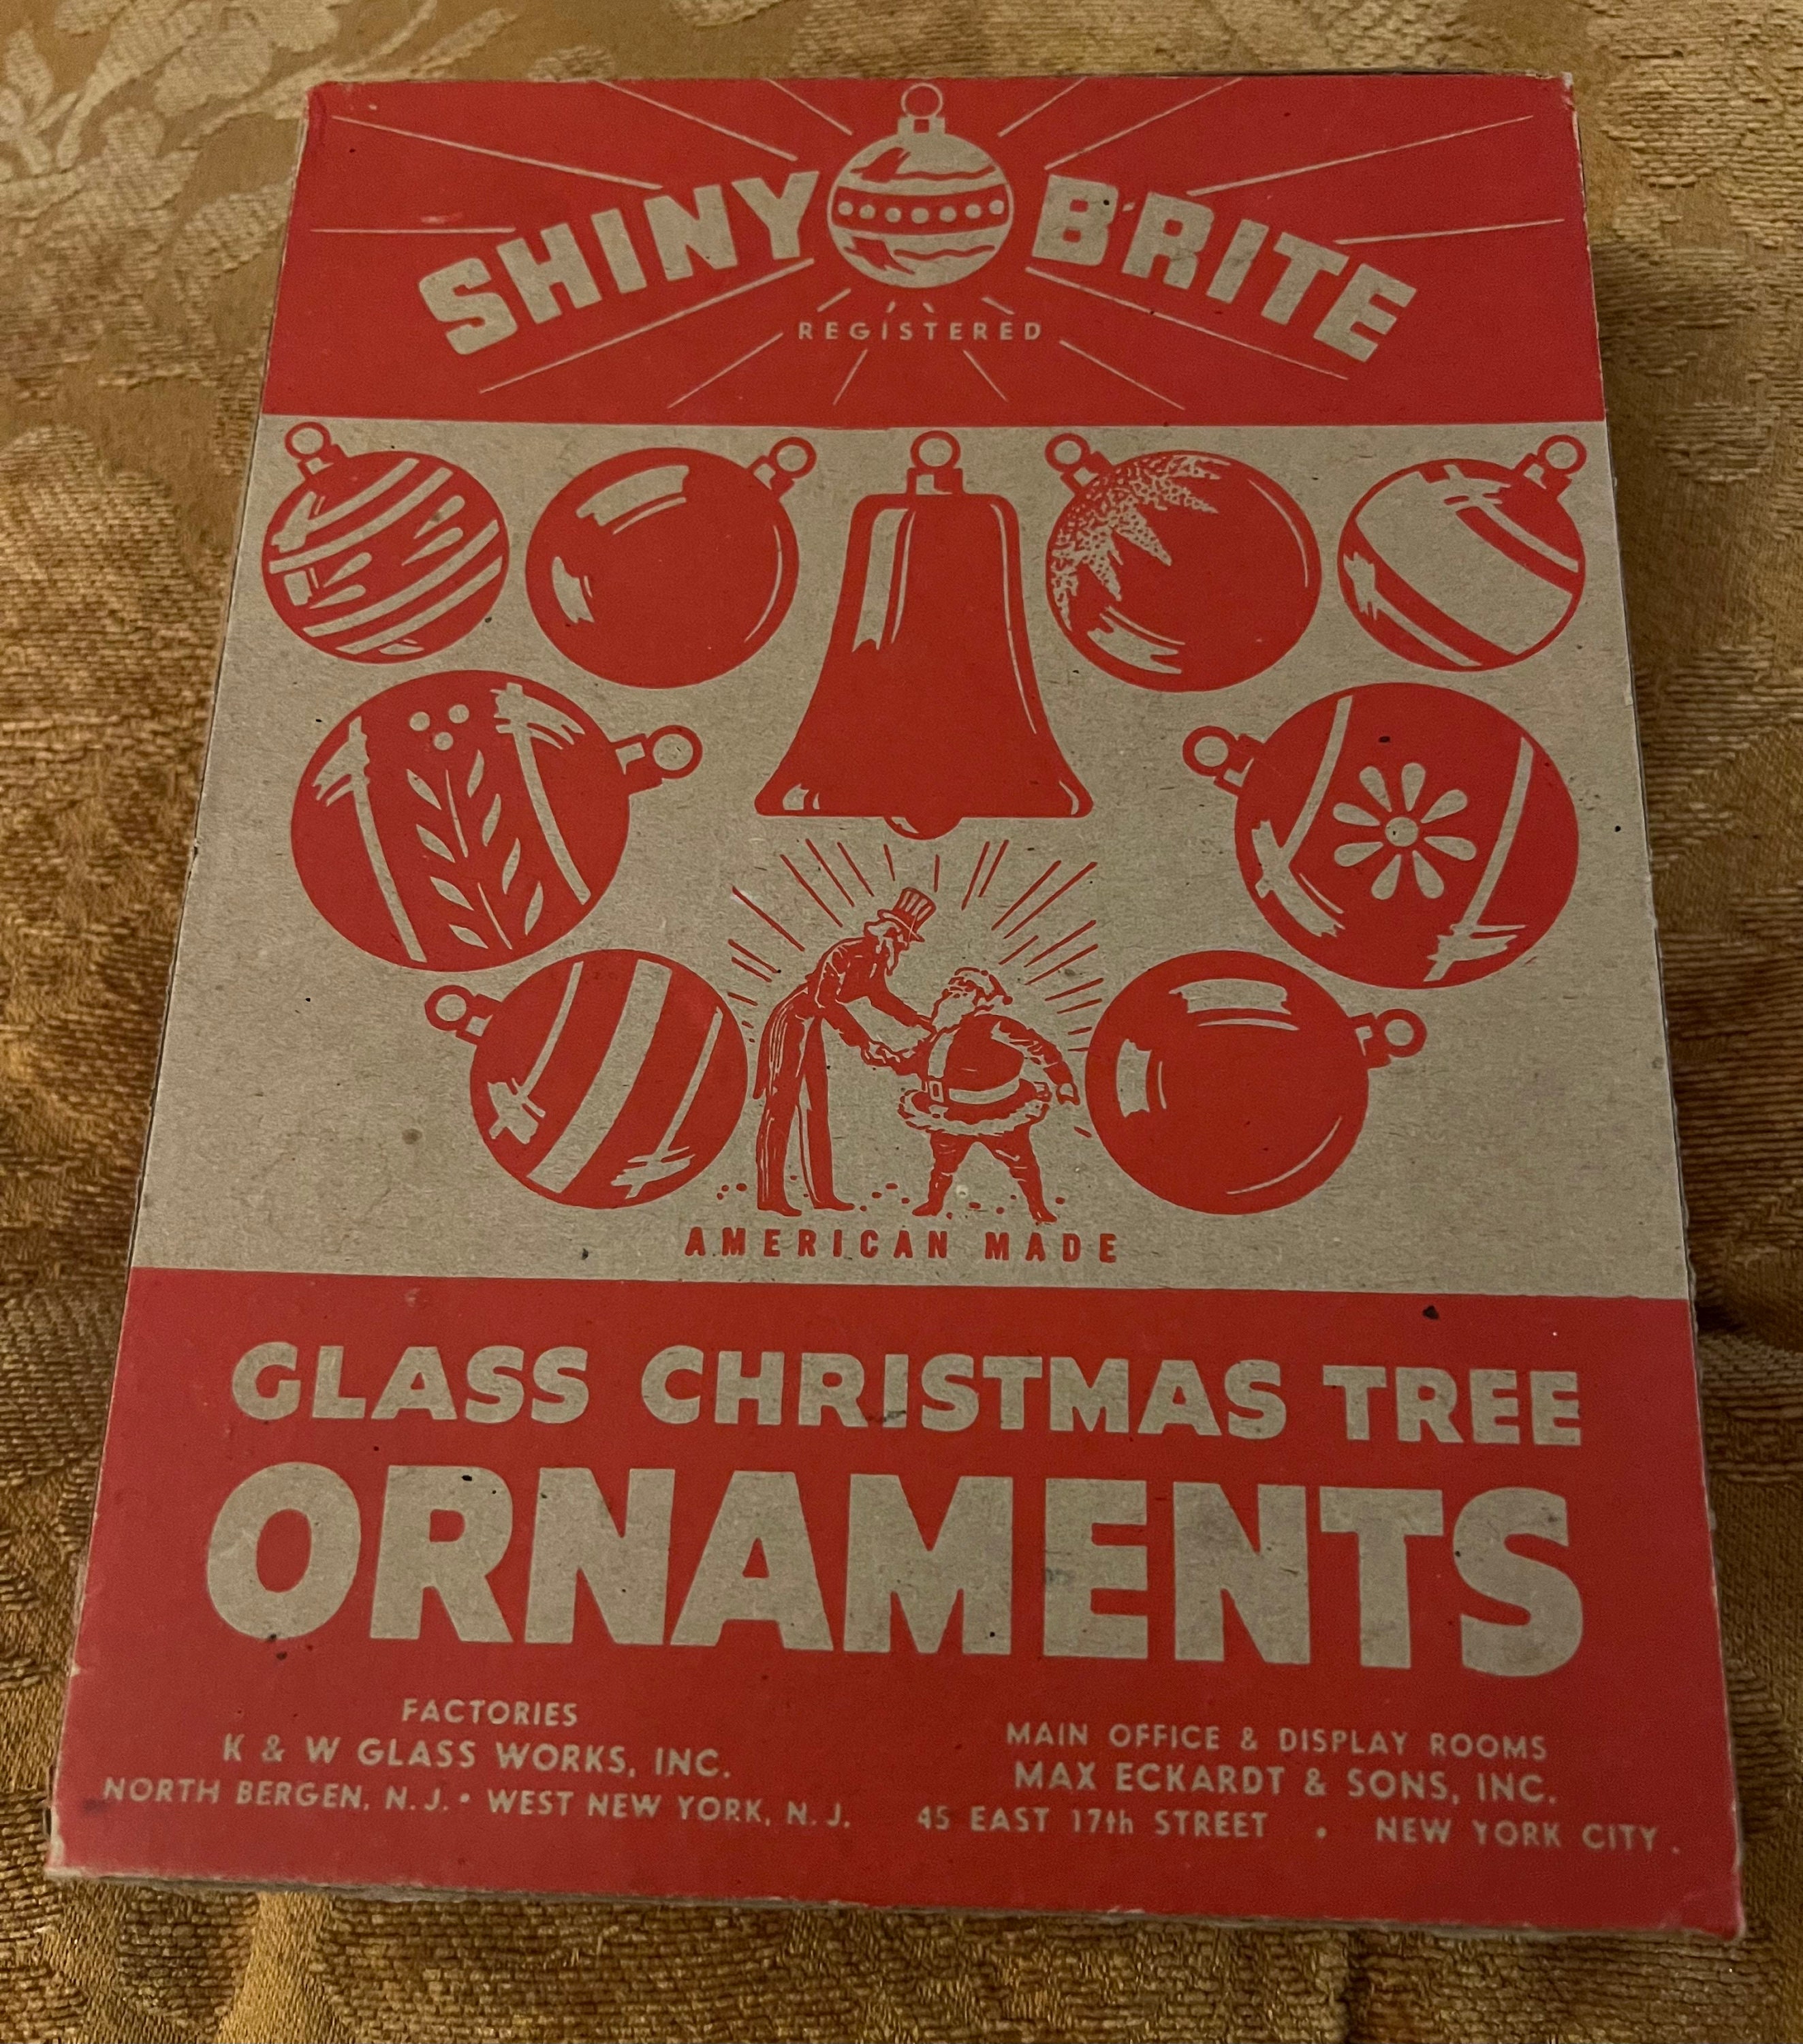 SHINY BRITE
REGISTERED
AMERICAN MADE
GLASS CHRISTMAS TREE
ORNAMENTS
FACTORIES
K & W GLASS WORKS, INC.
NORTH BERGEN, N. J. • WEST NEW YORK, N. J.
MAIN OFFICE & DISPLAY ROOMS
MAX ECKARDT & SONS, INC.
45 EAST 17th STREET . NEW YORK CITY .